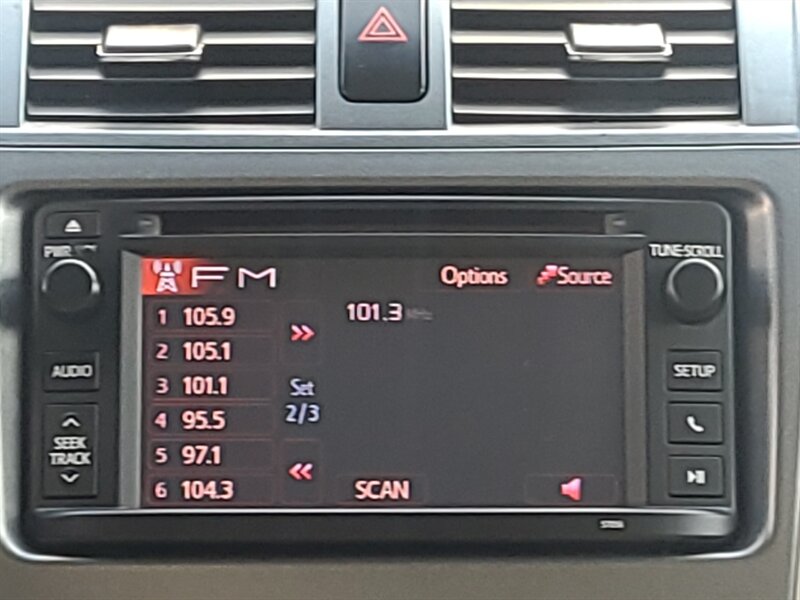 PWR
TUNE•SCROLL
FM Options Source
1 105.9
101.3 MHz
2 105.1
3 101.1
Set
2/3
4 95.5
5 97.1
6 104.3
SCAN
AUDIO
SEEK
TRACK
SETUP